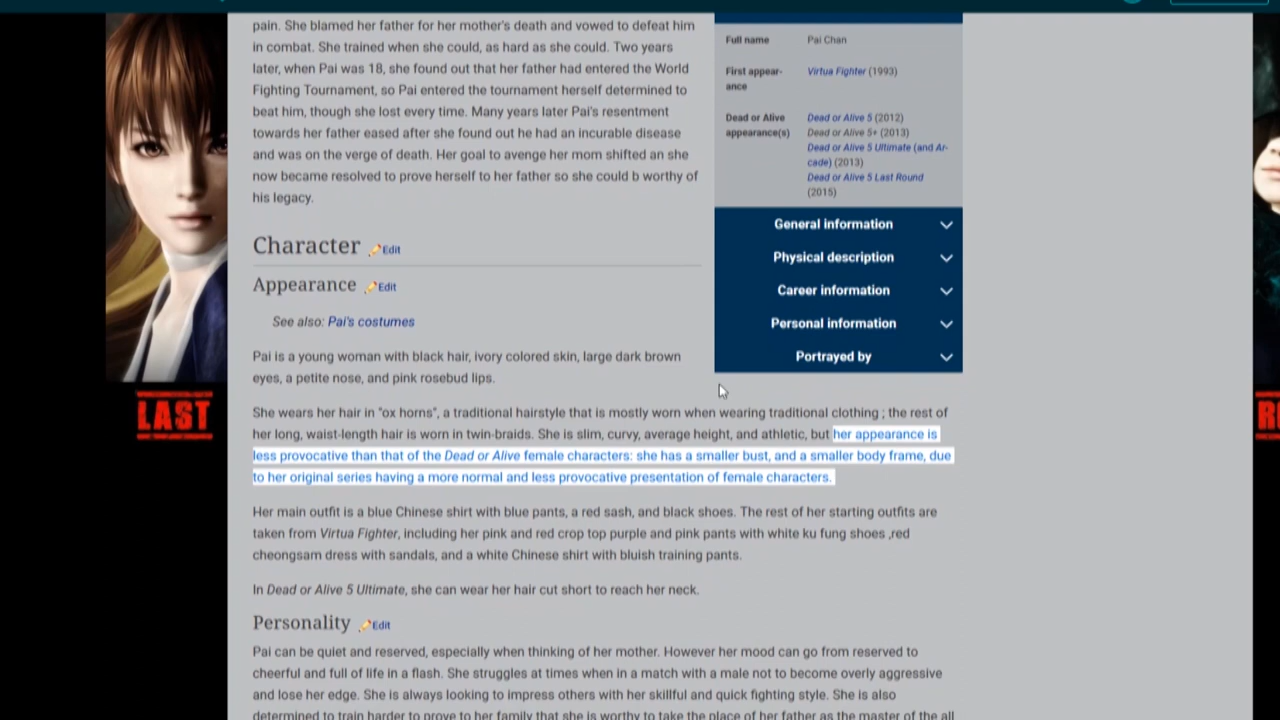 pain. She blamed her father for her mother's death and vowed to defeat him
in combat. She trained when she could, as hard as she could. Two years
later, when Pai was 18, she found out that her father had entered the World
Fighting Tournament, so Pai entered the tournament herself determined to
beat him, though she lost every time. Many years later Pai's resentment
towards her father eased after she found out he had an incurable disease
and was on the verge of death. Her goal to avenge her mom shifted an she
now became resolved to prove herself to her father so she could b worthy of
his legacy.
Full name Pai Chan
First appear-
ance
Virtua Fighter (1993)
Dead or Alive
appearance(s)
Dead or Alive 5 (2012)
Dead or Alive 5+ (2013)
Dead or Alive 5 Ultimate (and Ar-
cade) (2013)
Dead or Alive 5 Last Round
(2015)
General information
Physical description
Career information
Personal information
Portrayed by
Character Edit
Appearance Edit
See also: Pai's costumes
Pai is a young woman with black hair, ivory colored skin, large dark brown
eyes, a petite nose, and pink rosebud lips.
She wears her hair in "ox horns", a traditional hairstyle that is mostly worn when wearing traditional clothing ; the rest of
her long, waist-length hair is worn in twin-braids. She is slim, curvy, average height, and athletic, but her appearance is
less provocative than that of the Dead or Alive female characters: she has a smaller bust, and a smaller body frame, due
to her original series having a more normal and less provocative presentation of female characters.
Her main outfit is a blue Chinese shirt with blue pants, a red sash, and black shoes. The rest of her starting outfits are
taken from Virtua Fighter, including her pink and red crop top purple and pink pants with white ku fung shoes ,red
cheongsam dress with sandals, and a white Chinese shirt with bluish training pants.
In Dead or Alive 5 Ultimate, she can wear her hair cut short to reach her neck.
Personality Edit
Pai can be quiet and reserved, especially when thinking of her mother. However her mood can go from reserved to
cheerful and full of life in a flash. She struggles at times when in a match with a male not to become overly aggressive
and lose her edge. She is always looking to impress others with her skillful and quick fighting style. She is also
determined to train harder to prove to her family that she is worthy to take the place of her father as the master of the all
LAST
R